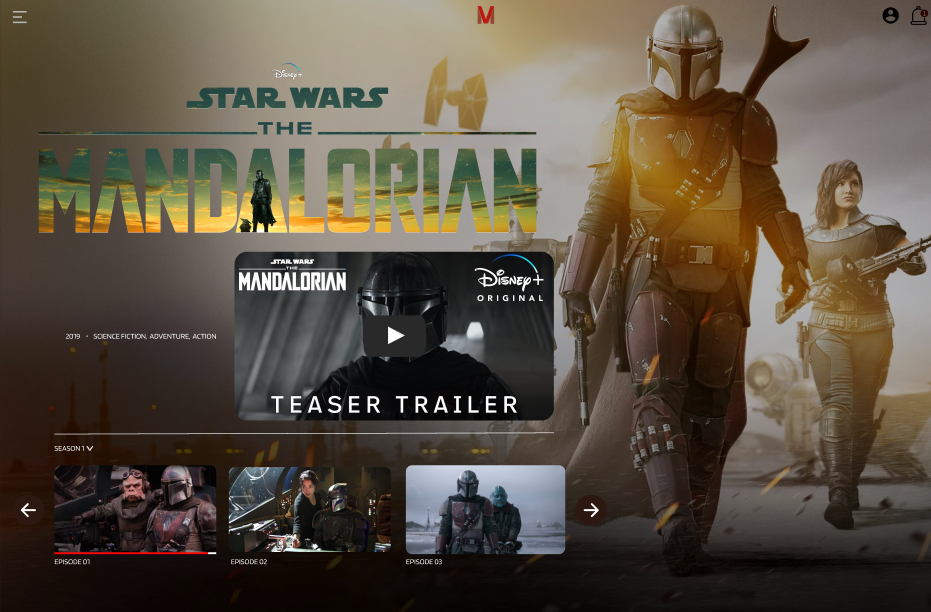 M
1
Disney+
STAR WARS
THE
MANDALORIAN
STAR WARS
THE
MANDALORIAN
Disney+
ORIGINAL
2019 • SCIENCE FICTION, ADVENTURE, ACTION
TEASER TRAILER
SEASON 1
EPISODE 01
EPISODE 02
EPISODE 03